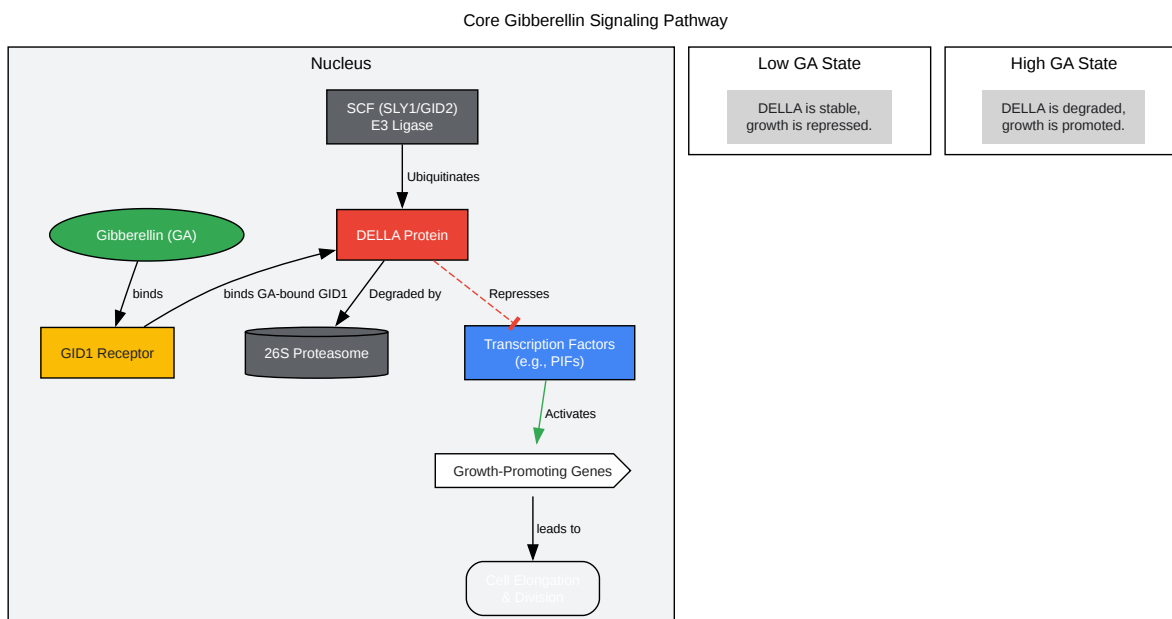 Core Gibberellin Signaling Pathway
Nucleus
SCF (SLY1/GID2)
E3 Ligase
Ubiquitinates
Gibberellin (GA)
DELLA Protein
binds
binds GA-bound GID1
Degraded by
Represses
GID1 Receptor
26S Proteasome
Transcription Factors
(e.g., PIFs)
Activates
Growth-Promoting Genes
leads to
Cell Elongation
& Division
Low GA State
DELLA is stable,
growth is repressed.
High GA State
DELLA is degraded,
growth is promoted.